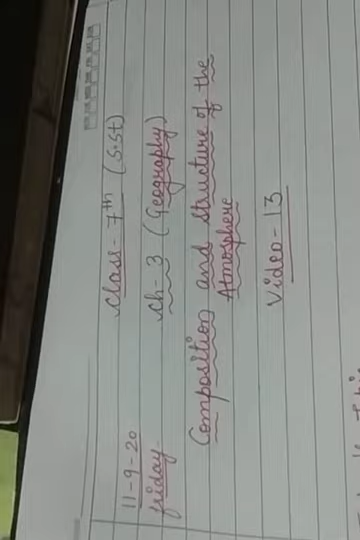 11-9-20
friday
Class- 7th (S.St)
Ch-3 (Geography)
Composition and Structure of the
Atmosphere
Video-13